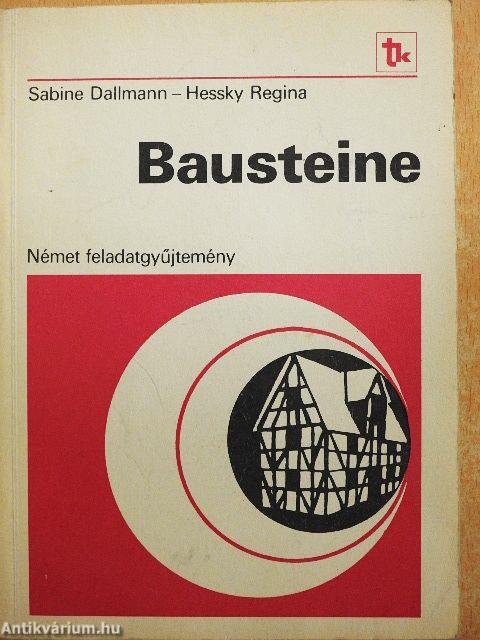 tk
Sabine Dallmann – Hessky Regina
Bausteine
Német feladatgyűjtemény
Antikvárium.hu